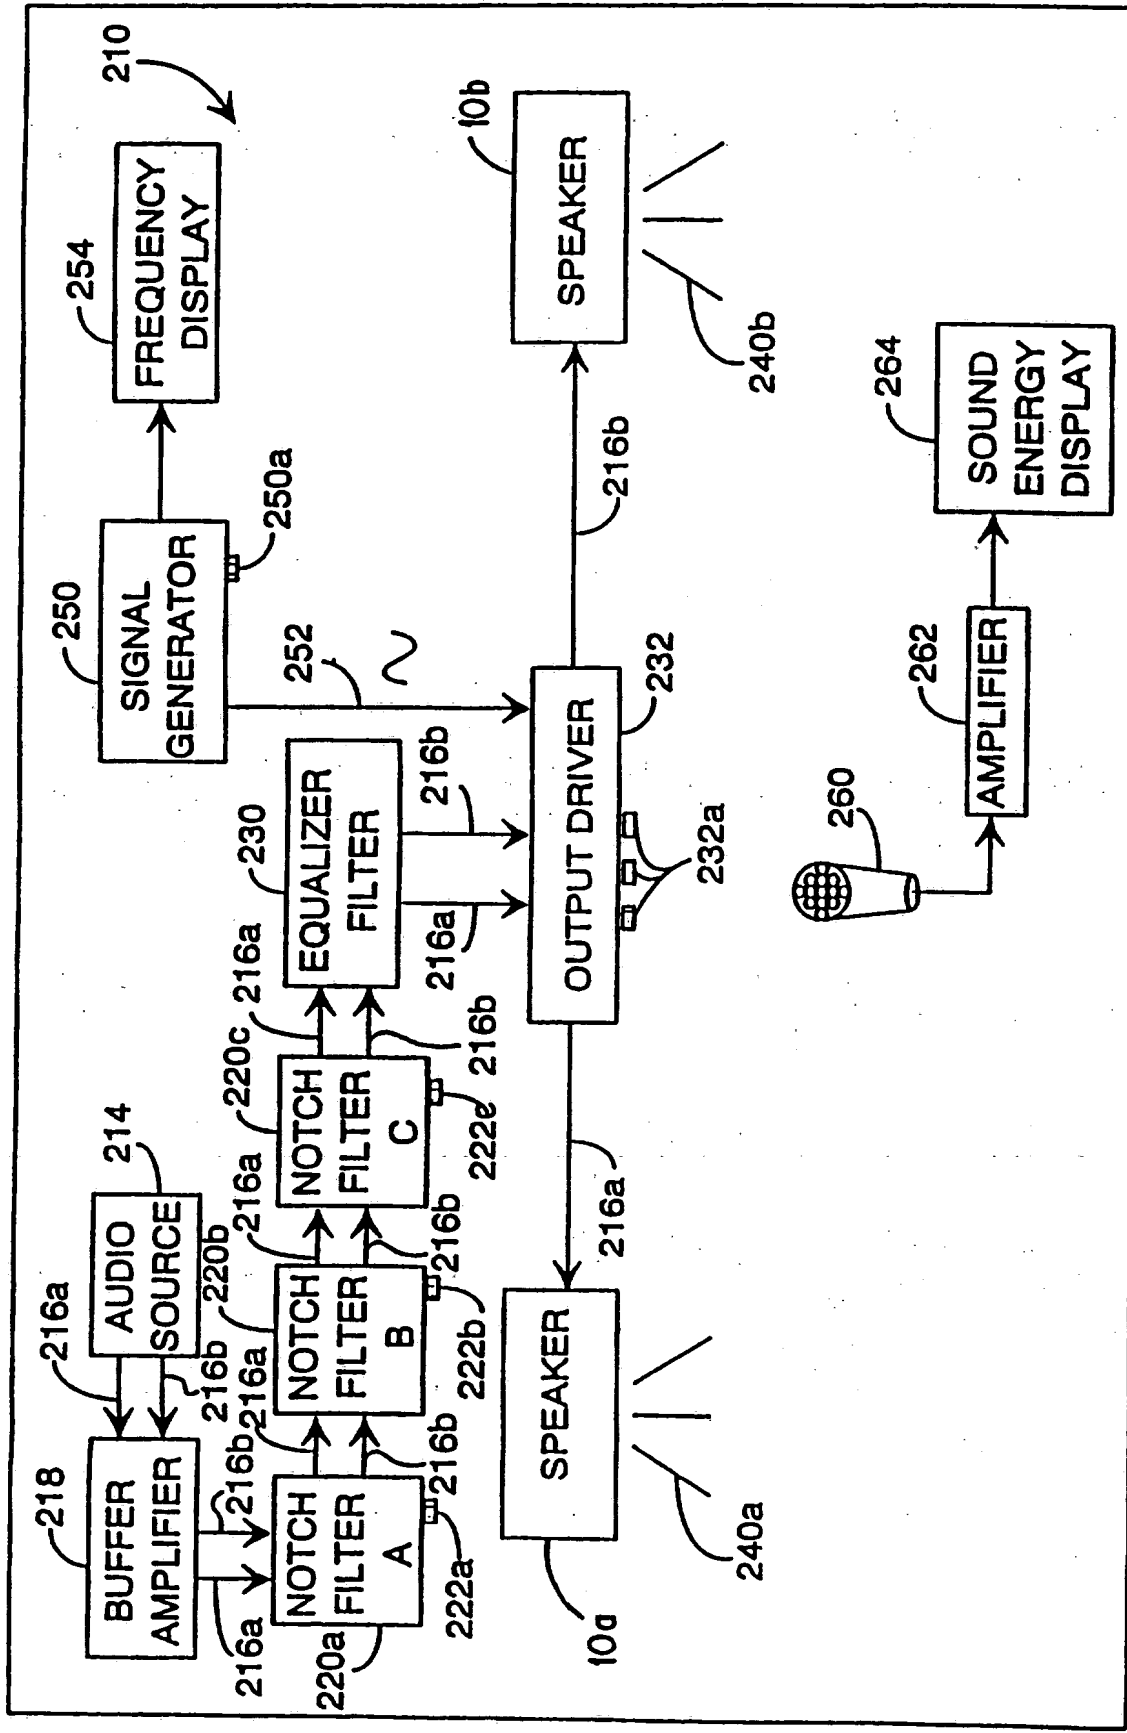 210
254
FREQUENCY
DISPLAY
250
SIGNAL
GENERATOR
250a
252
214
AUDIO
SOURCE
216a
216b
218
BUFFER
AMPLIFIER
216a
216b
220a
NOTCH
FILTER
A
222a
216a
216b
220b
NOTCH
FILTER
B
222b
216a
216b
220c
NOTCH
FILTER
C
222c
216a
216b
230
EQUALIZER
FILTER
216a
216b
OUTPUT DRIVER
232
232a
216a
216b
SPEAKER
10a
240a
SPEAKER
10b
240b
260
262
AMPLIFIER
264
SOUND
ENERGY
DISPLAY